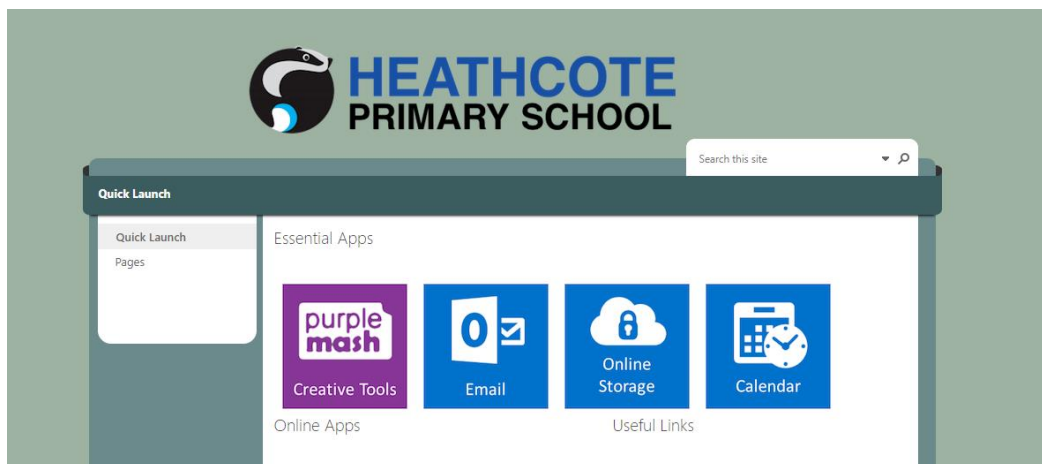 HEATHCOTE
PRIMARY SCHOOL
Search this site
Quick Launch
Quick Launch
Pages
Essential Apps
purple
mash
Creative Tools
Email
Online
Storage
Calendar
Online Apps
Useful Links